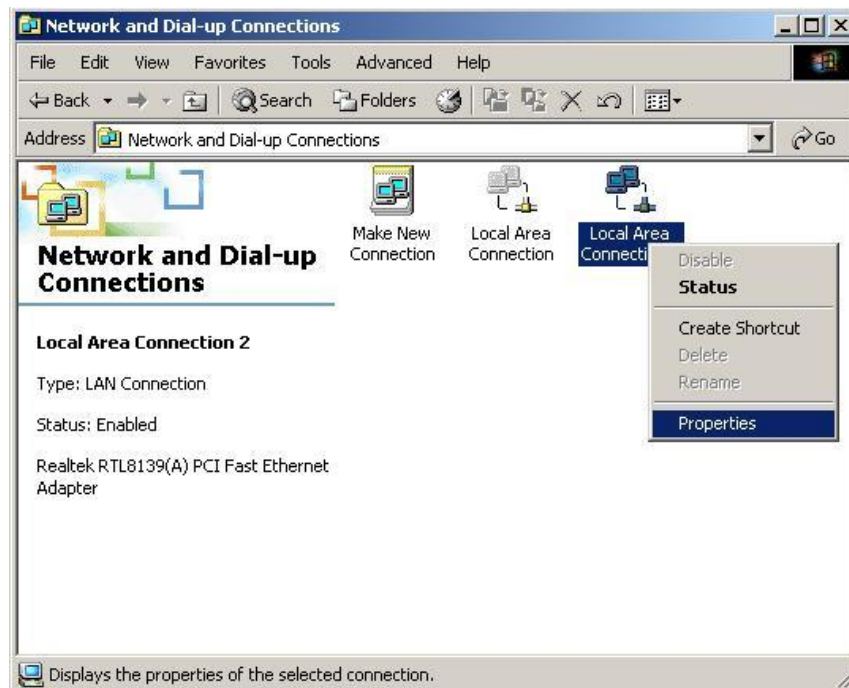 Network and Dial-up Connections
File Edit View Favorites Tools Advanced Help
Back Search Folders
Address Network and Dial-up Connections Go
Network and Dial-up
Connections
Local Area Connection 2
Type: LAN Connection
Status: Enabled
Realtek RTL8139(A) PCI Fast Ethernet
Adapter
Make New
Connection
Local Area
Connection
Local Area
Connecti
Disable
Status
Create Shortcut
Delete
Rename
Properties
Displays the properties of the selected connection.